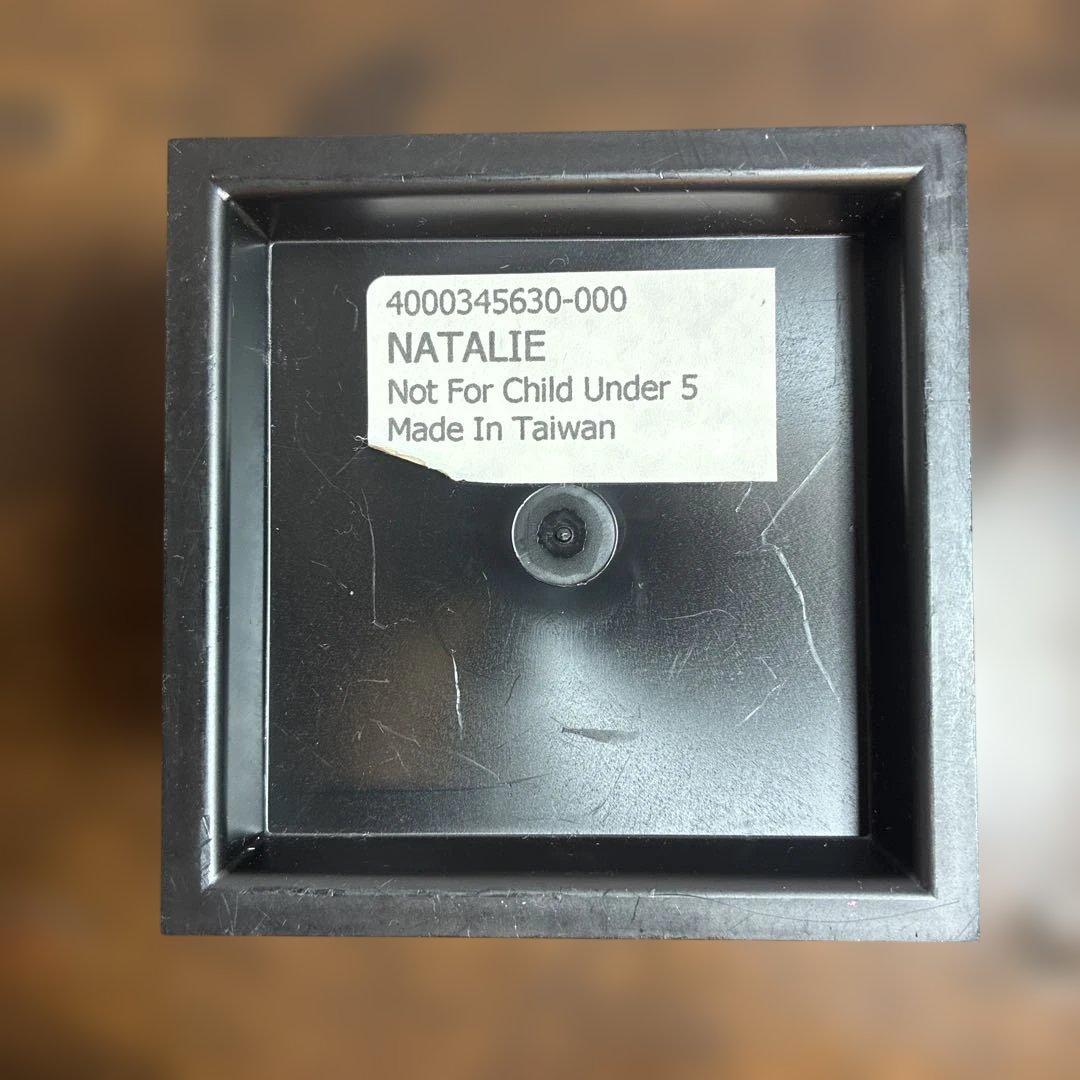 4000345630-000
NATALIE
Not For Child Under 5
Made In Taiwan